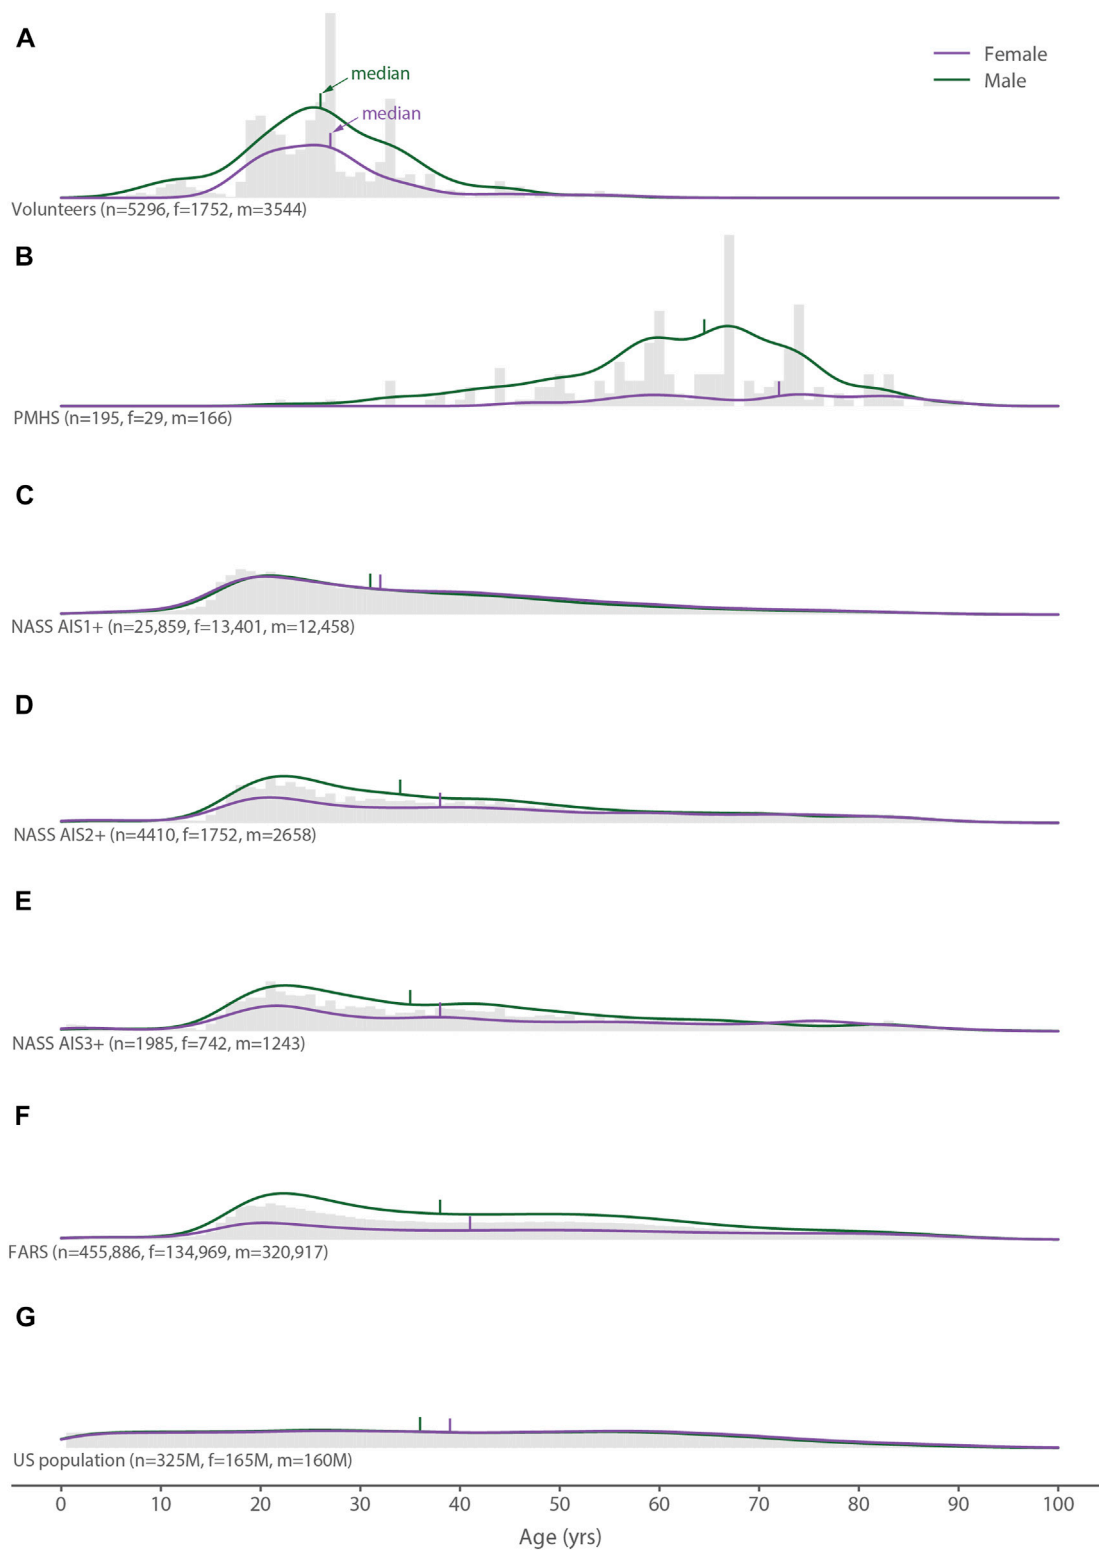 A
Female
Male
median
median
Volunteers (n=5296, f=1752, m=3544)
B
PMHS (n=195, f=29, m=166)
C
NASS AIS1+ (n=25,859, f=13,401, m=12,458)
D
NASS AIS2+ (n=4410, f=1752, m=2658)
E
NASS AIS3+ (n=1985, f=742, m=1243)
F
FARS (n=455,886, f=134,969, m=320,917)
G
US population (n=325M, f=165M, m=160M)
0 10 20 30 40 50 60 70 80 90 100
Age (yrs)